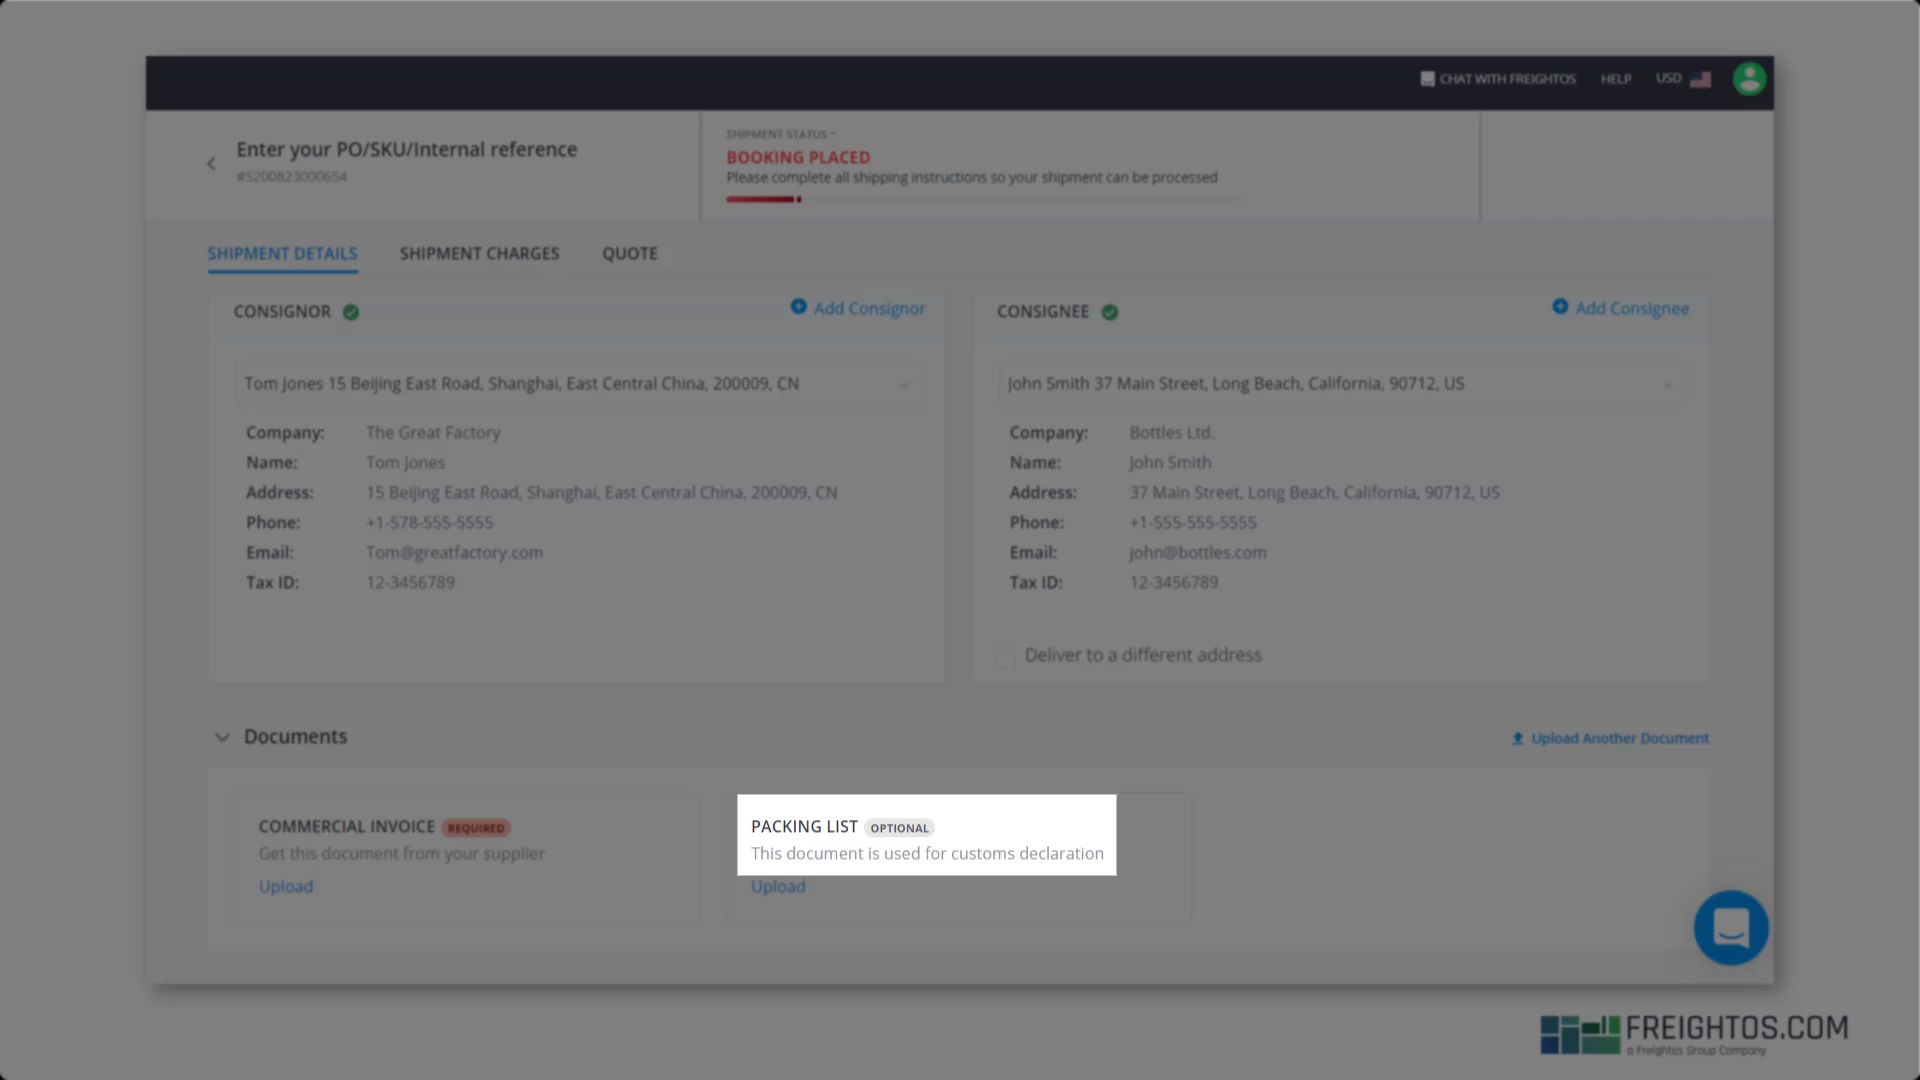 CHAT WITH FREIGHTOS HELP USD
Enter your PO/SKU/Internal reference
#S200823000654
SHIPMENT STATUS
BOOKING PLACED
Please complete all shipping instructions so your shipment can be processed
SHIPMENT DETAILS SHIPMENT CHARGES QUOTE
CONSIGNOR Add Consignor
Tom Jones 15 Beijing East Road, Shanghai, East Central China, 200009, CN
Company: The Great Factory
Name: Tom Jones
Address: 15 Beijing East Road, Shanghai, East Central China, 200009, CN
Phone: +1-578-555-5555
Email: Tom@greatfactory.com
Tax ID: 12-3456789
CONSIGNEE Add Consignee
John Smith 37 Main Street, Long Beach, California, 90712, US
Company: Bottles Ltd.
Name: John Smith
Address: 37 Main Street, Long Beach, California, 90712, US
Phone: +1-555-555-5555
Email: john@bottles.com
Tax ID: 12-3456789
Deliver to a different address
Documents Upload Another Document
COMMERCIAL INVOICE REQUIRED
Get this document from your supplier
Upload
PACKING LIST OPTIONAL
This document is used for customs declaration
Upload
FREIGHTOS.COM
a Freightos Group Company